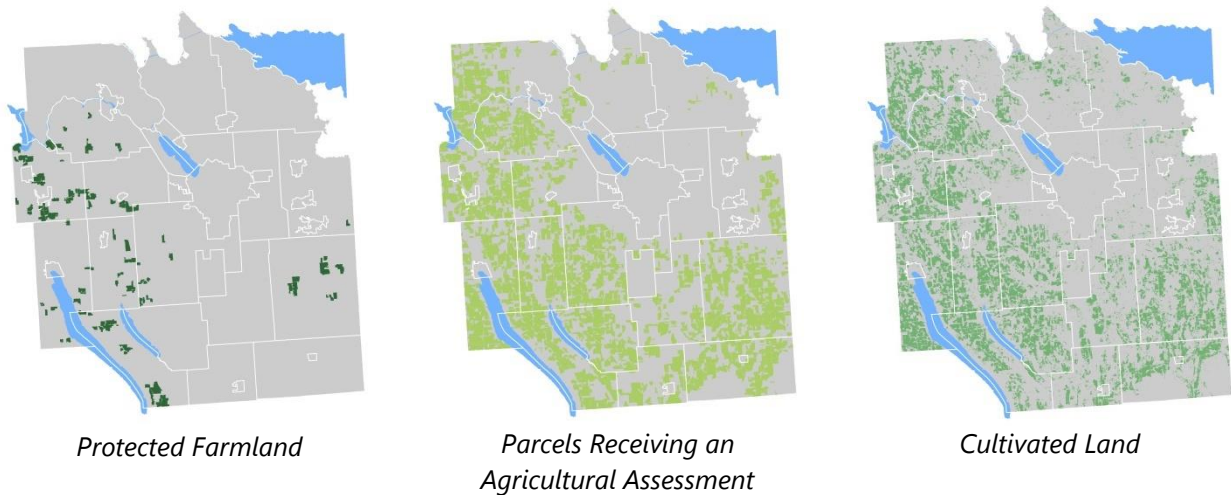 Protected Farmland
Parcels Receiving an
Agricultural Assessment
Cultivated Land